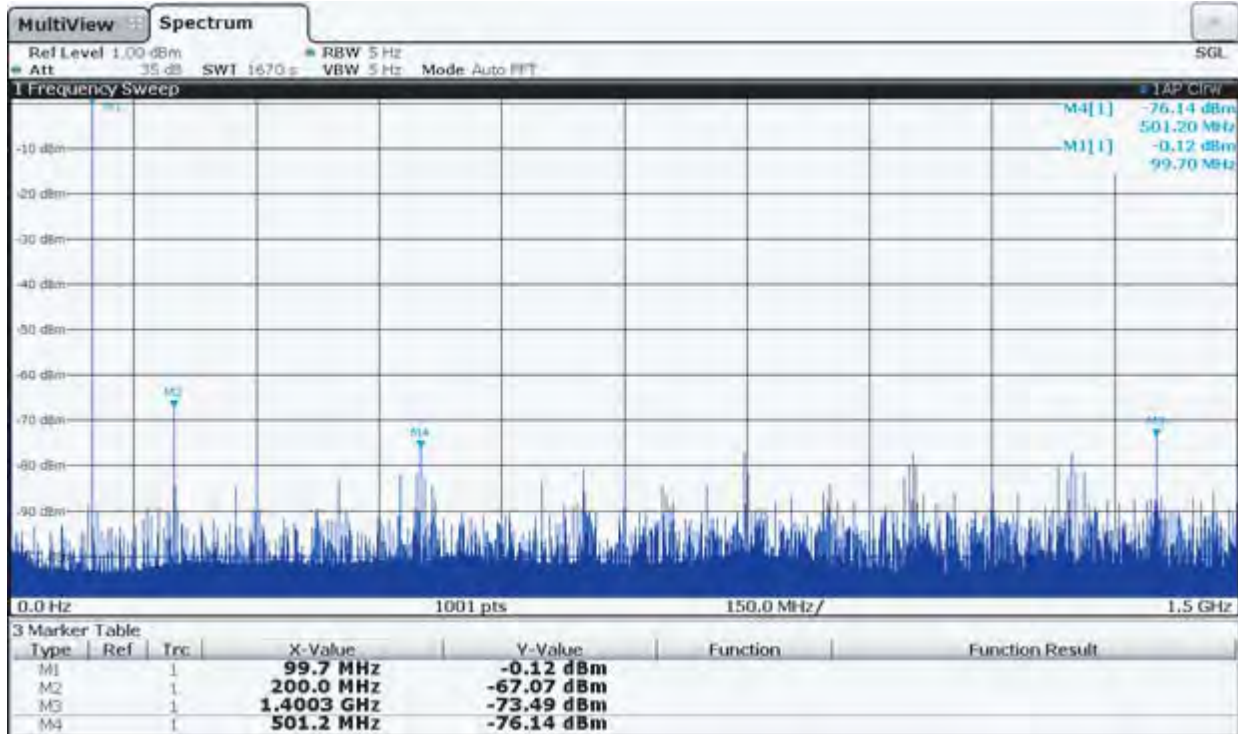 MultiView Spectrum
Ref Level 1.00 dBm RBW 5 Hz SGL
Att 35 dB SWT 1670 s VBW 5 Hz Mode Auto FFT
1 Frequency Sweep 1AP Clrw
M4[1] -76.14 dBm
501.20 MHz
M1[1] -0.12 dBm
99.70 MHz
M1
-10 dBm
-20 dBm
-30 dBm
-40 dBm
-50 dBm
-60 dBm
M2
-70 dBm
M4
M3
-80 dBm
-90 dBm
0.0 Hz 1001 pts 150.0 MHz/ 1.5 GHz
3 Marker Table
Type Ref Trc X-Value Y-Value Function Function Result
M1 1 99.7 MHz -0.12 dBm
M2 1 200.0 MHz -67.07 dBm
M3 1 1.4003 GHz -73.49 dBm
M4 1 501.2 MHz -76.14 dBm